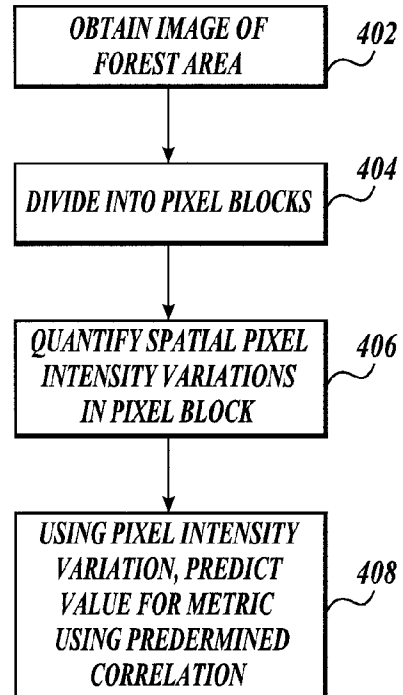 OBTAIN IMAGE OF
FOREST AREA
402
DIVIDE INTO PIXEL BLOCKS
404
QUANTIFY SPATIAL PIXEL
INTENSITY VARIATIONS
IN PIXEL BLOCK
406
USING PIXEL INTENSITY
VARIATION, PREDICT
VALUE FOR METRIC
USING PREDERMINED
CORRELATION
408